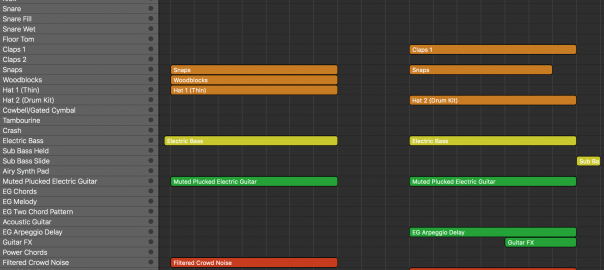 Snare
Snare Fill
Snare Wet
Floor Tom
Claps 1 Claps 1
Claps 2
Snaps Snaps Snaps
Woodblocks Woodblocks
Hat 1 (Thin) Hat 1 (Thin)
Hat 2 (Drum Kit) Hat 2 (Drum Kit)
Cowbell/Gated Cymbal
Tambourine
Crash
Electric Bass Electric Bass Electric Bass
Sub Bass Held
Sub Bass Slide Sub Be
Airy Synth Pad
Muted Plucked Electric Guitar Muted Plucked Electric Guitar Muted Plucked Electric Guitar
EG Chords
EG Melody
EG Two Chord Pattern
Acoustic Guitar
EG Arpeggio Delay EG Arpeggio Delay
Guitar FX Guitar FX
Power Chords
Filtered Crowd Noise Filtered Crowd Noise